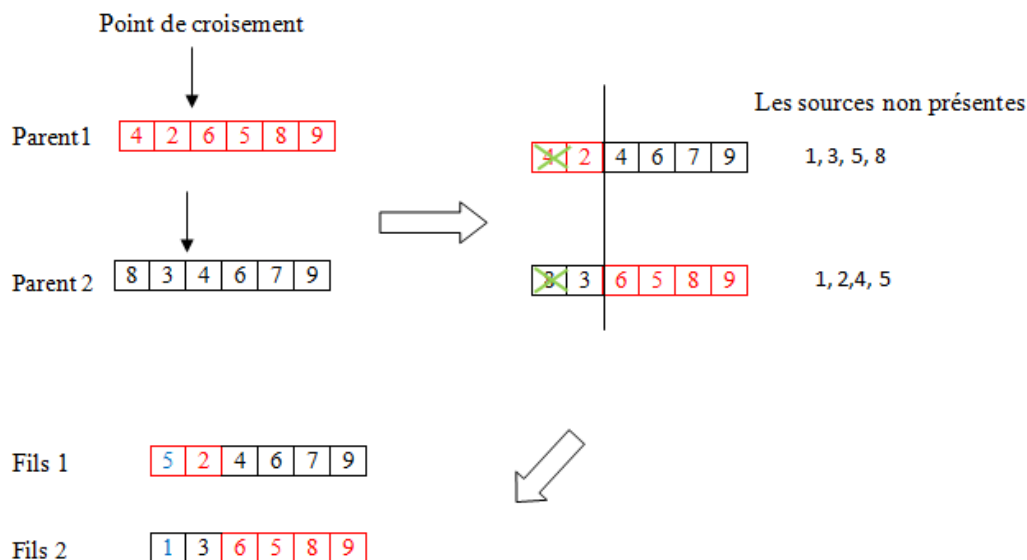 Point de croisement
Parent1 4 2 6 5 8 9
Parent 2 8 3 4 6 7 9
Les sources non présentes
4 2 4 6 7 9 1, 3, 5, 8
8 3 6 5 8 9 1, 2,4, 5
Fils 1 5 2 4 6 7 9
Fils 2 1 3 6 5 8 9